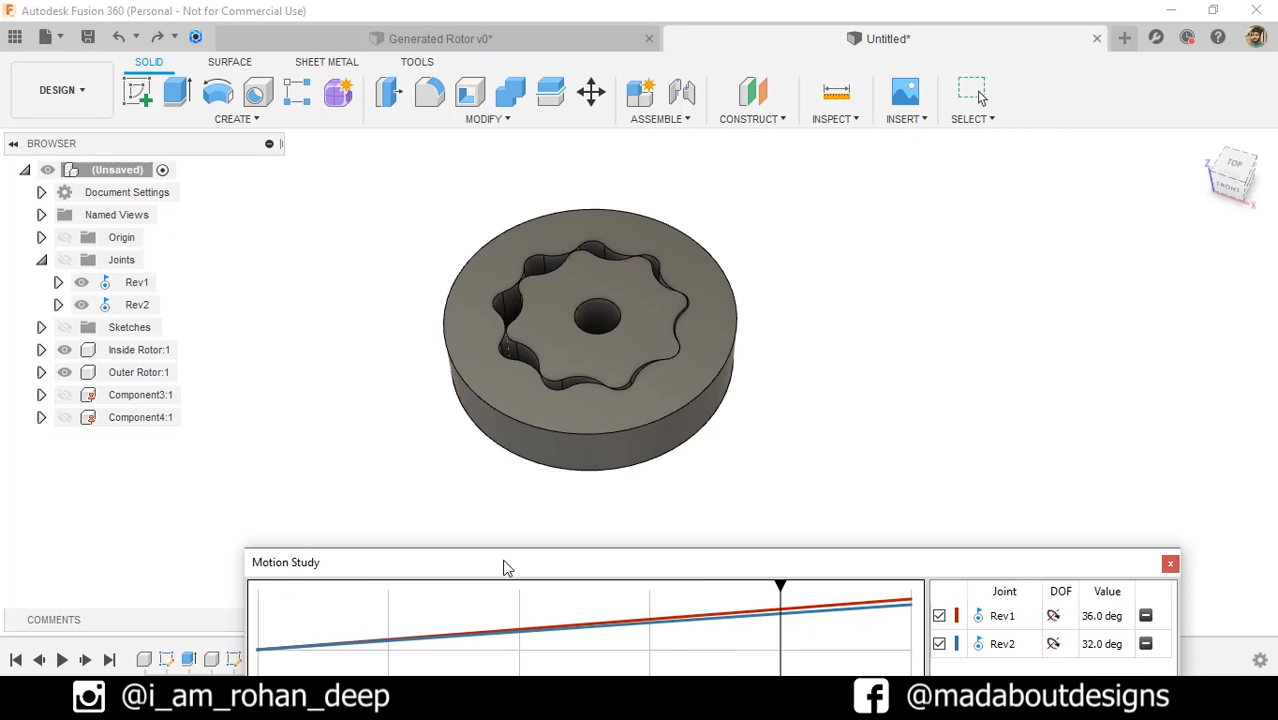 Autodesk Fusion 360 (Personal - Not for Commercial Use)
Generated Rotor v0*
Untitled*
SOLID SURFACE SHEET METAL TOOLS
DESIGN
CREATE MODIFY ASSEMBLE CONSTRUCT INSPECT INSERT SELECT
BROWSER
(Unsaved)
Document Settings
Named Views
Origin
Joints
Rev1
Rev2
Sketches
Inside Rotor:1
Outer Rotor:1
Component3:1
Component4:1
TOP
FRONT
Z
X
Motion Study
Joint DOF Value
Rev1 36.0 deg
Rev2 32.0 deg
COMMENTS
@i_am_rohan_deep
@madaboutdesigns